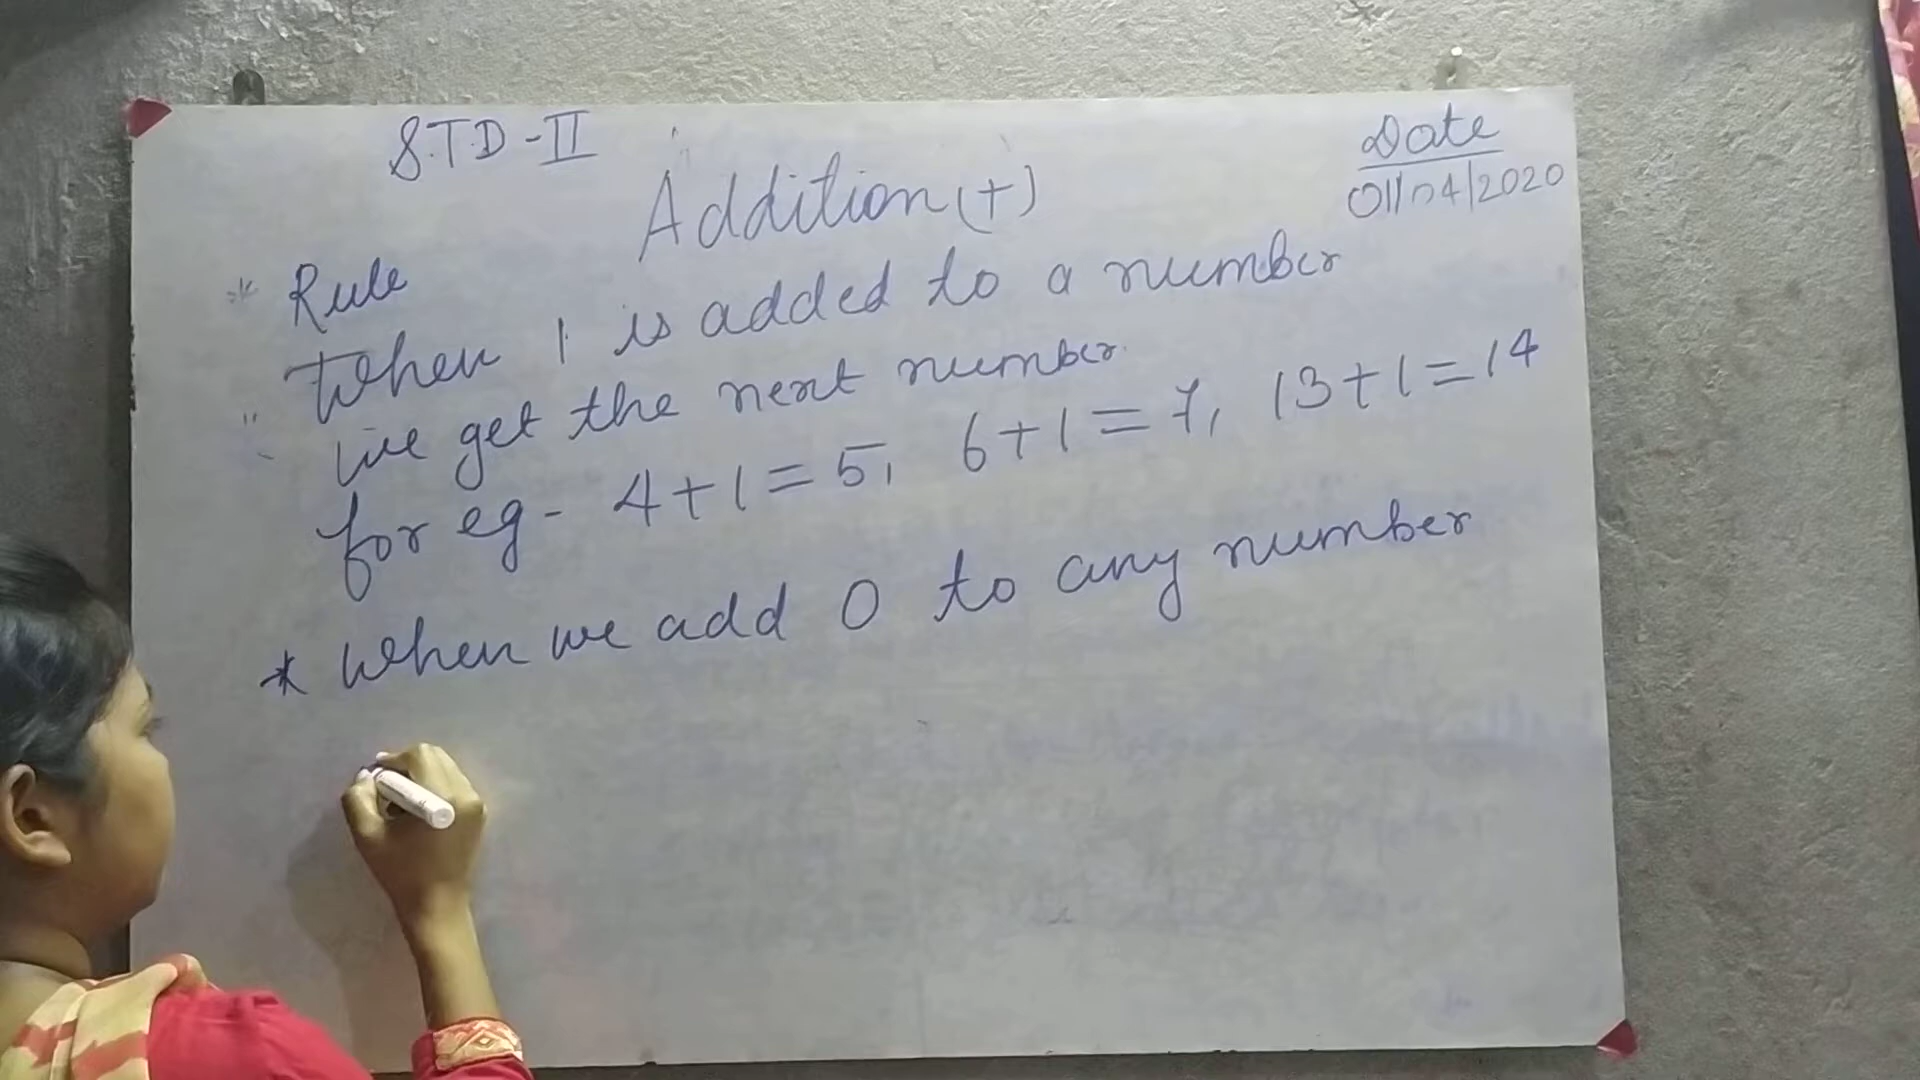 S.T.D-II
Date
01/04/2020
Addition (+)
* Rule
When 1 is added to a number
we get the next number.
for eg- 4+1=5, 6+1=7, 13+1=14
* When we add 0 to any number